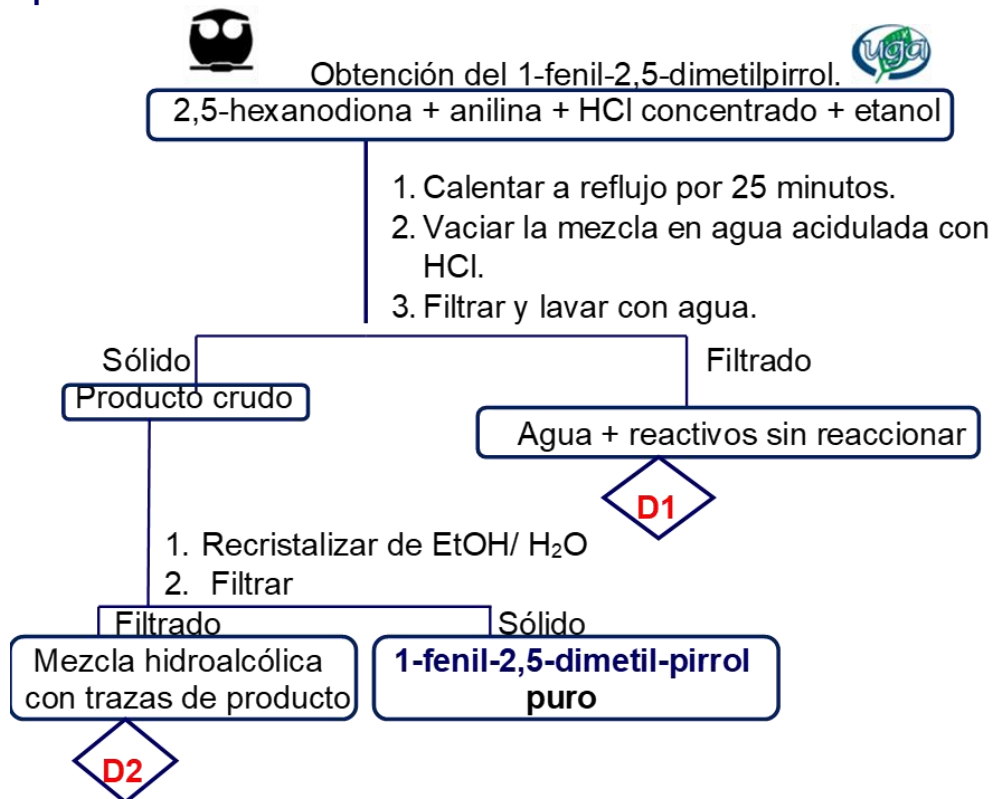 uga
Obtención del 1-fenil-2,5-dimetilpirrol.
2,5-hexanodiona + anilina + HCl concentrado + etanol
1. Calentar a reflujo por 25 minutos.
2. Vaciar la mezcla en agua acidulada con
HCl.
3. Filtrar y lavar con agua.
Sólido
Filtrado
Producto crudo
Agua + reactivos sin reaccionar
D1
1. Recristalizar de EtOH/ H₂O
2. Filtrar
Filtrado
Sólido
Mezcla hidroalcólica
con trazas de producto
1-fenil-2,5-dimetil-pirrol
puro
D2